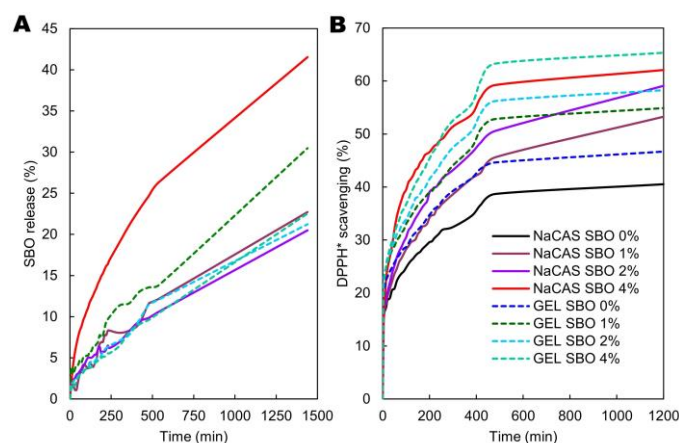 A
45
40
35
30
25
20
15
10
5
0
SBO release (%)
0 250 500 750 1000 1250 1500
Time (min)
B
70
60
50
40
30
20
10
0
DPPH* scavenging (%)
NaCAS SBO 0%
NaCAS SBO 1%
NaCAS SBO 2%
NaCAS SBO 4%
GEL SBO 0%
GEL SBO 1%
GEL SBO 2%
GEL SBO 4%
0 200 400 600 800 1000 1200
Time (min)